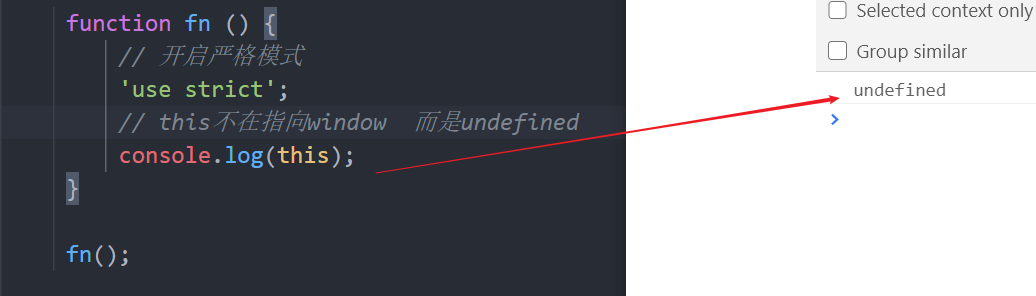 function fn () {
// 开启严格模式
'use strict';
// this不在指向window 而是undefined
console.log(this);
}
fn();
Selected context only
Group similar
undefined